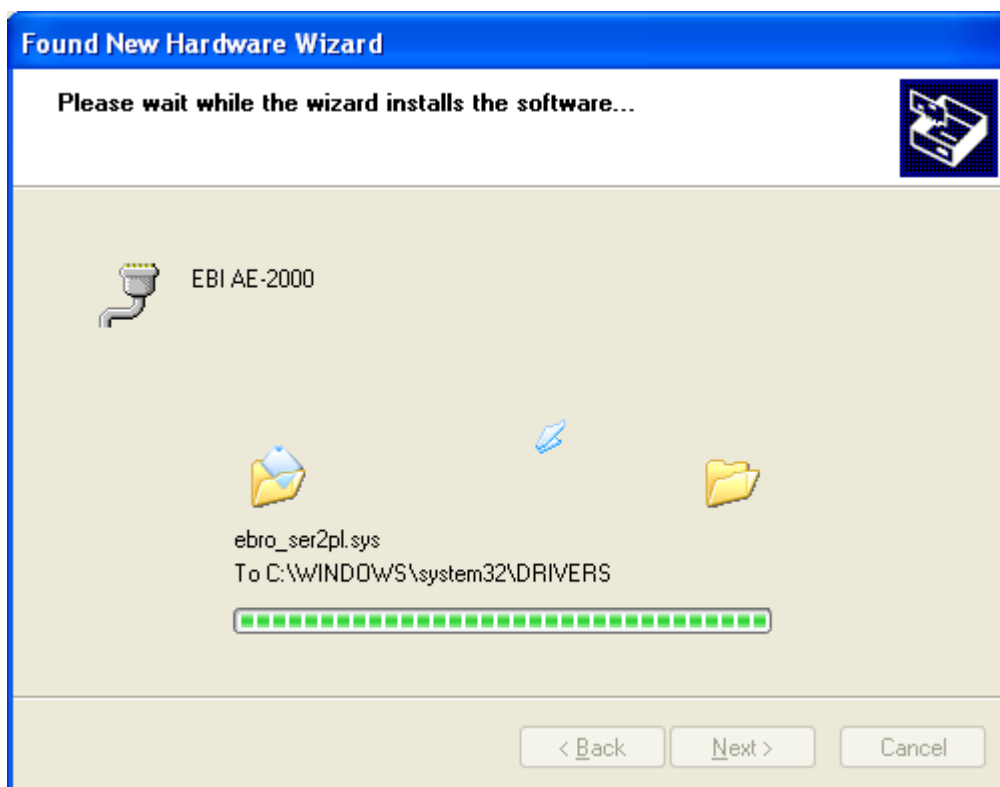 Found New Hardware Wizard
Please wait while the wizard installs the software...
EBI AE-2000
ebro_ser2pl.sys
To C:\WINDOWS\system32\DRIVERS
< Back
Next >
Cancel